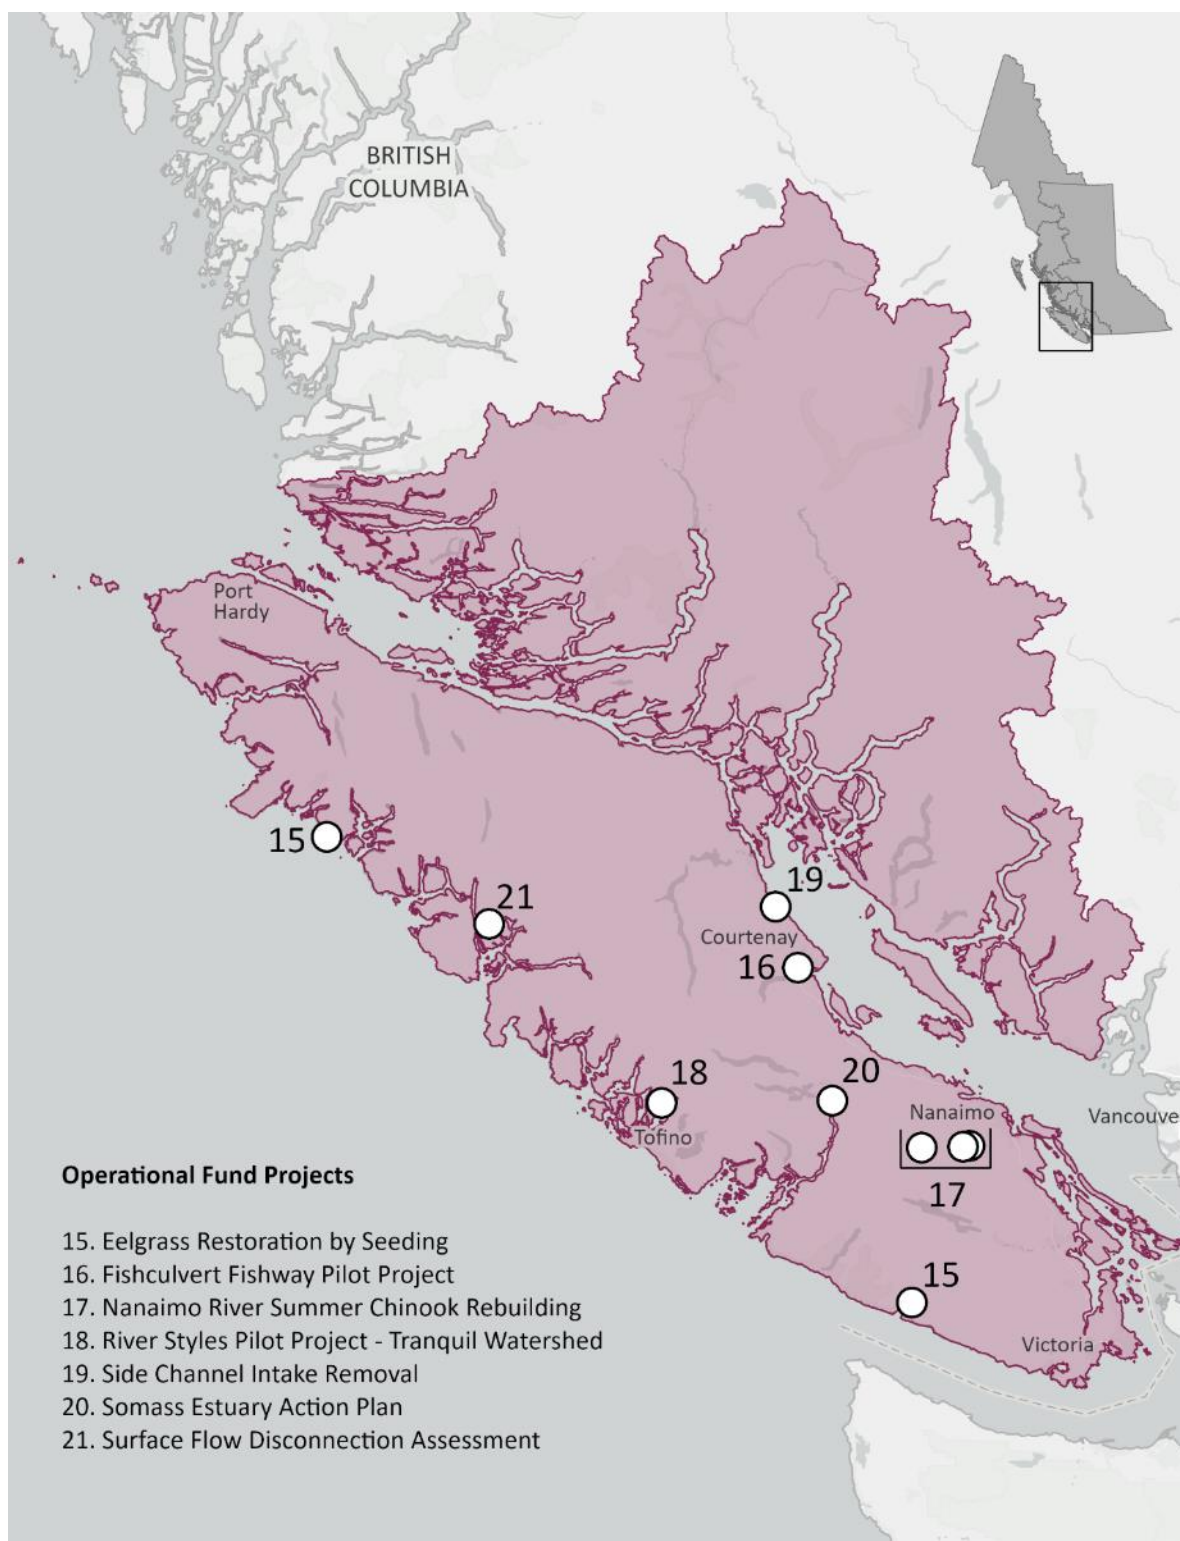 BRITISH
COLUMBIA
Port
Hardy
15
21
19
Courtenay
16
18
Tofino
20
Nanaimo
Vancouve
17
15
Victoria
Operational Fund Projects
15. Eelgrass Restoration by Seeding
16. Fishculvert Fishway Pilot Project
17. Nanaimo River Summer Chinook Rebuilding
18. River Styles Pilot Project - Tranquil Watershed
19. Side Channel Intake Removal
20. Somass Estuary Action Plan
21. Surface Flow Disconnection Assessment